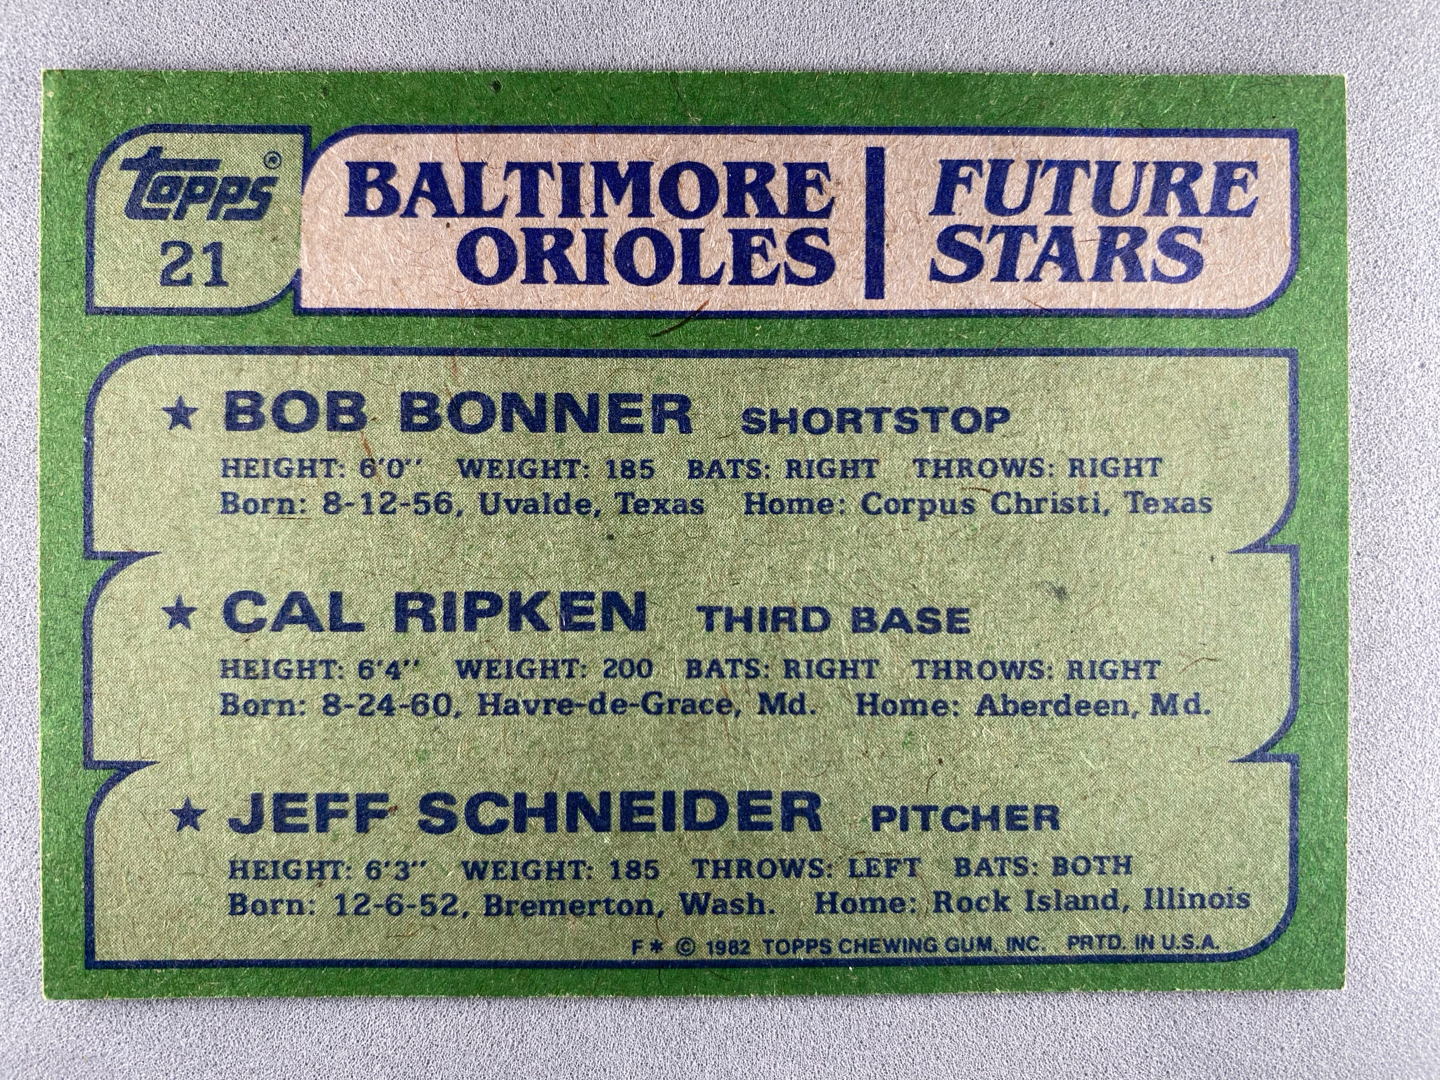 Topps®
21
BALTIMORE
ORIOLES
FUTURE
STARS
★ BOB BONNER SHORTSTOP
HEIGHT: 6'0" WEIGHT: 185 BATS: RIGHT THROWS: RIGHT
Born: 8-12-56, Uvalde, Texas Home: Corpus Christi, Texas
★ CAL RIPKEN THIRD BASE
HEIGHT: 6'4" WEIGHT: 200 BATS: RIGHT THROWS: RIGHT
Born: 8-24-60, Havre-de-Grace, Md. Home: Aberdeen, Md.
★ JEFF SCHNEIDER PITCHER
HEIGHT: 6'3" WEIGHT: 185 THROWS: LEFT BATS: BOTH
Born: 12-6-52, Bremerton, Wash. Home: Rock Island, Illinois
F* © 1982 TOPPS CHEWING GUM, INC. PRTD. IN U.S.A.